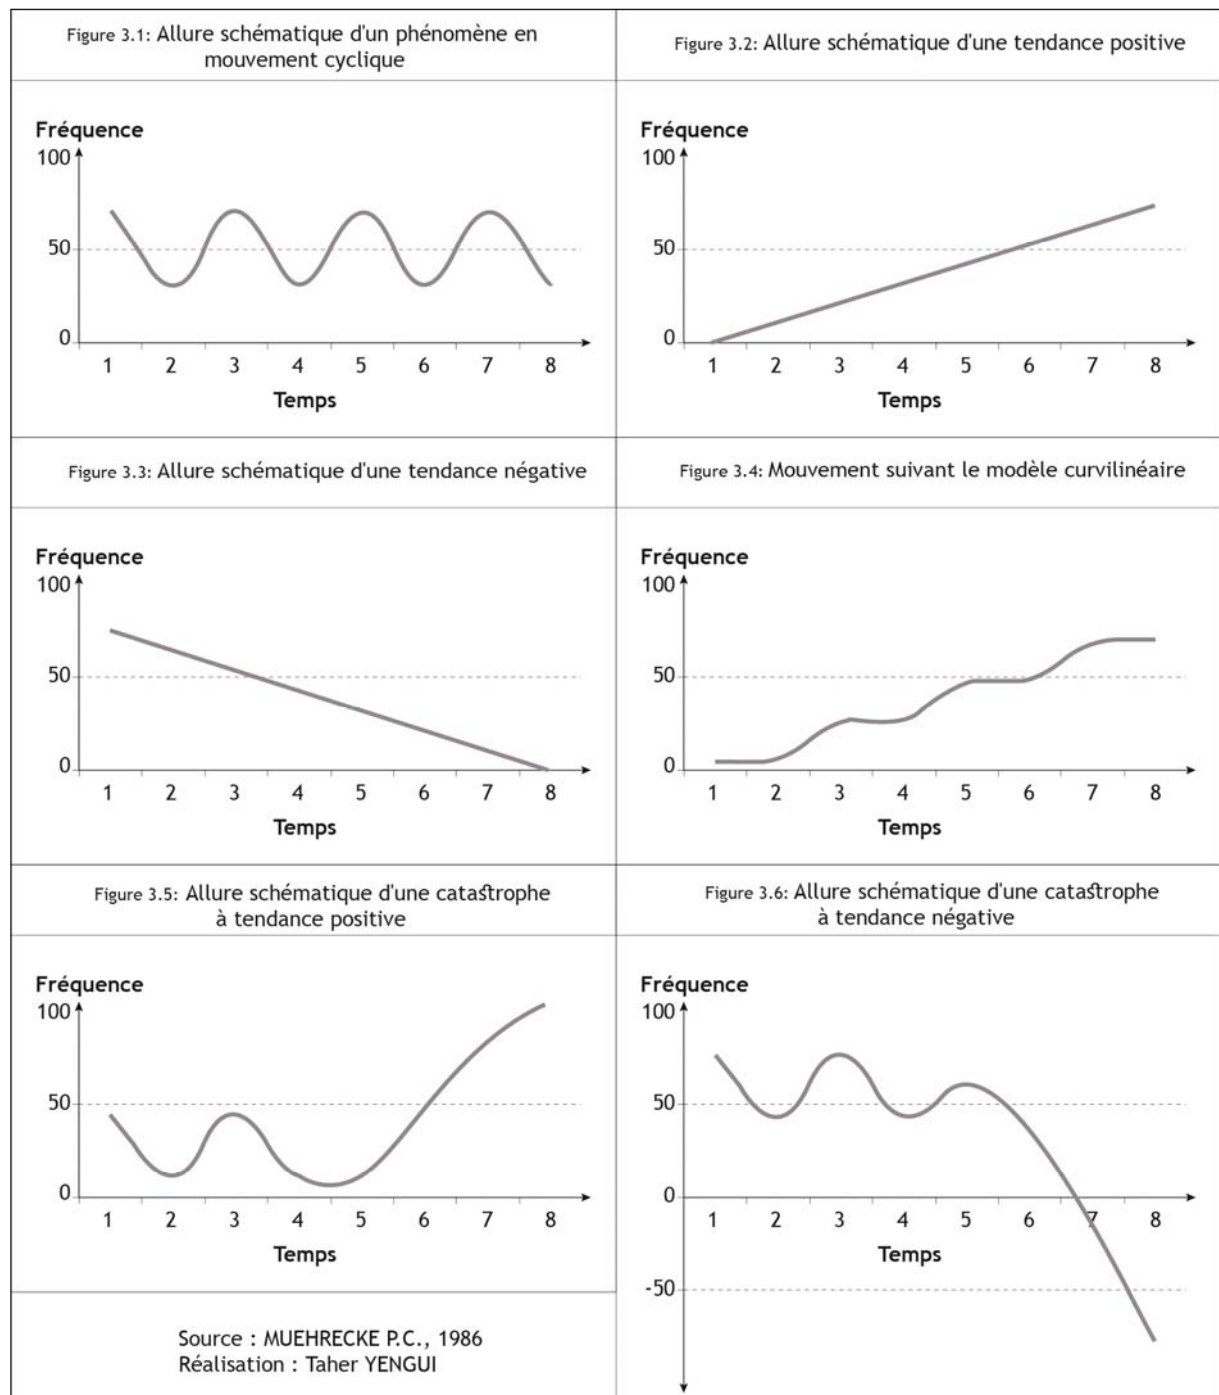 Figure 3.1: Allure schématique d'un phénomène en
mouvement cyclique
Fréquence
100
50
0
1 2 3 4 5 6 7 8
Temps
Figure 3.2: Allure schématique d'une tendance positive
Fréquence
100
50
0
1 2 3 4 5 6 7 8
Temps
Figure 3.3: Allure schématique d'une tendance négative
Fréquence
100
50
0
1 2 3 4 5 6 7 8
Temps
Figure 3.4: Mouvement suivant le modèle curvilinéaire
Fréquence
100
50
0
1 2 3 4 5 6 7 8
Temps
Figure 3.5: Allure schématique d'une catastrophe
à tendance positive
Fréquence
100
50
0
1 2 3 4 5 6 7 8
Temps
Figure 3.6: Allure schématique d'une catastrophe
à tendance négative
Fréquence
100
50
0
1 2 3 4 5 6 7 8
Temps
-50
Source : MUEHRECKE P.C., 1986
Réalisation : Taher YENGUI